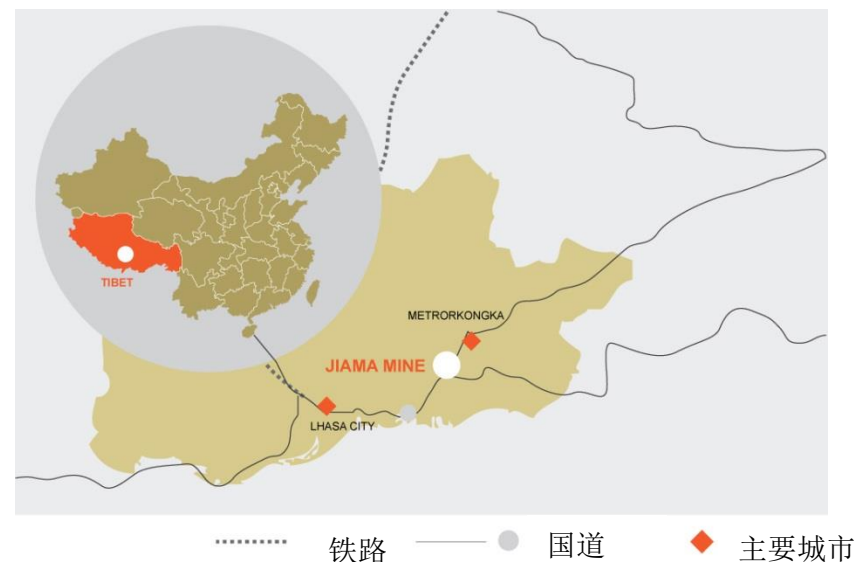 TIBET
METRORKONGKA
JIAMA MINE
LHASA CITY
铁路
国道
主要城市